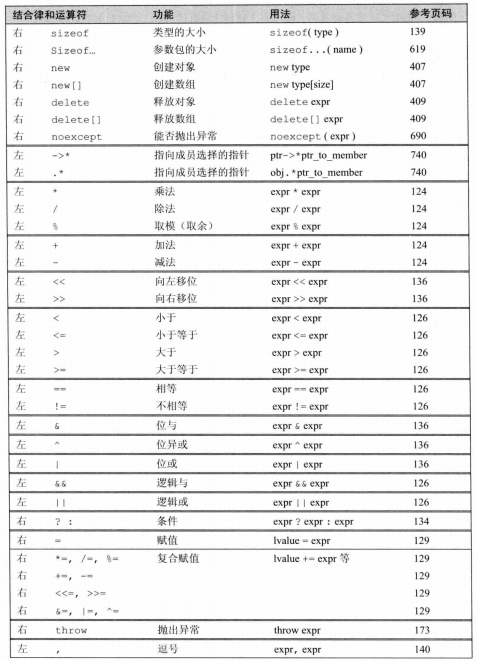 结合律和运算符 功能 用法 参考页码
右 sizeof 类型的大小 sizeof(type) 139
右 Sizeof… 参数包的大小 sizeof...(name) 619
右 new 创建对象 new type 407
右 new[] 创建数组 new type[size] 407
右 delete 释放对象 delete expr 409
右 delete[] 释放数组 delete[] expr 409
右 noexcept 能否抛出异常 noexcept(expr) 690
左 ->* 指向成员选择的指针 ptr->*ptr_to_member 740
左 .* 指向成员选择的指针 obj.*ptr_to_member 740
左 * 乘法 expr * expr 124
左 / 除法 expr / expr 124
左 % 取模（取余） expr % expr 124
左 + 加法 expr + expr 124
左 - 减法 expr - expr 124
左 << 向左移位 expr << expr 136
左 >> 向右移位 expr >> expr 136
左 < 小于 expr < expr 126
左 <= 小于等于 expr <= expr 126
左 > 大于 expr > expr 126
左 >= 大于等于 expr >= expr 126
左 == 相等 expr == expr 126
左 != 不相等 expr != expr 126
左 & 位与 expr & expr 136
左 ^ 位异或 expr ^ expr 136
左 | 位或 expr | expr 136
左 && 逻辑与 expr && expr 126
左 || 逻辑或 expr || expr 126
右 ? : 条件 expr ? expr : expr 134
右 = 赋值 lvalue = expr 129
右 *=, /=, %= 复合赋值 lvalue += expr 等 129
右 +=, -= 129
右 <<=, >>= 129
右 &=, |=, ^= 129
右 throw 抛出异常 throw expr 173
左 , 逗号 expr, expr 140